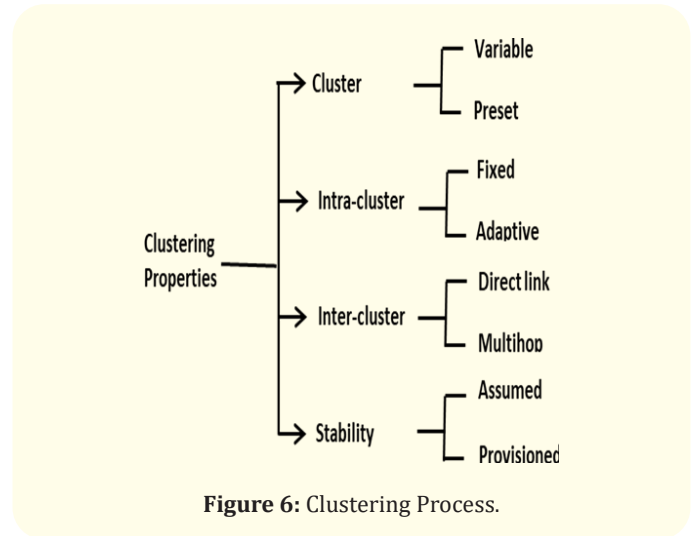 Variable
Cluster
Preset
Fixed
Intra-cluster
Adaptive
Clustering
Properties
Direct link
Inter-cluster
Multihop
Assumed
Stability
Provisioned
Figure 6: Clustering Process.